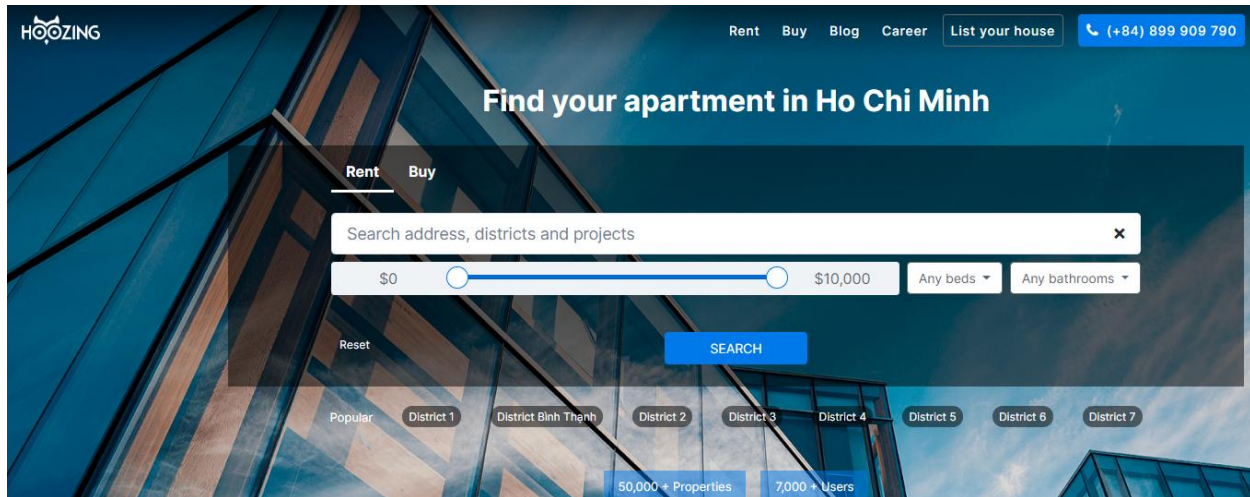 HOOZING
Rent Buy Blog Career List your house (+84) 899 909 790
Find your apartment in Ho Chi Minh
Rent Buy
Search address, districts and projects
$0 $10,000 Any beds Any bathrooms
Reset SEARCH
Popular District 1 District Bình Thạnh District 2 District 3 District 4 District 5 District 6 District 7
50,000 + Properties 7,000 + Users